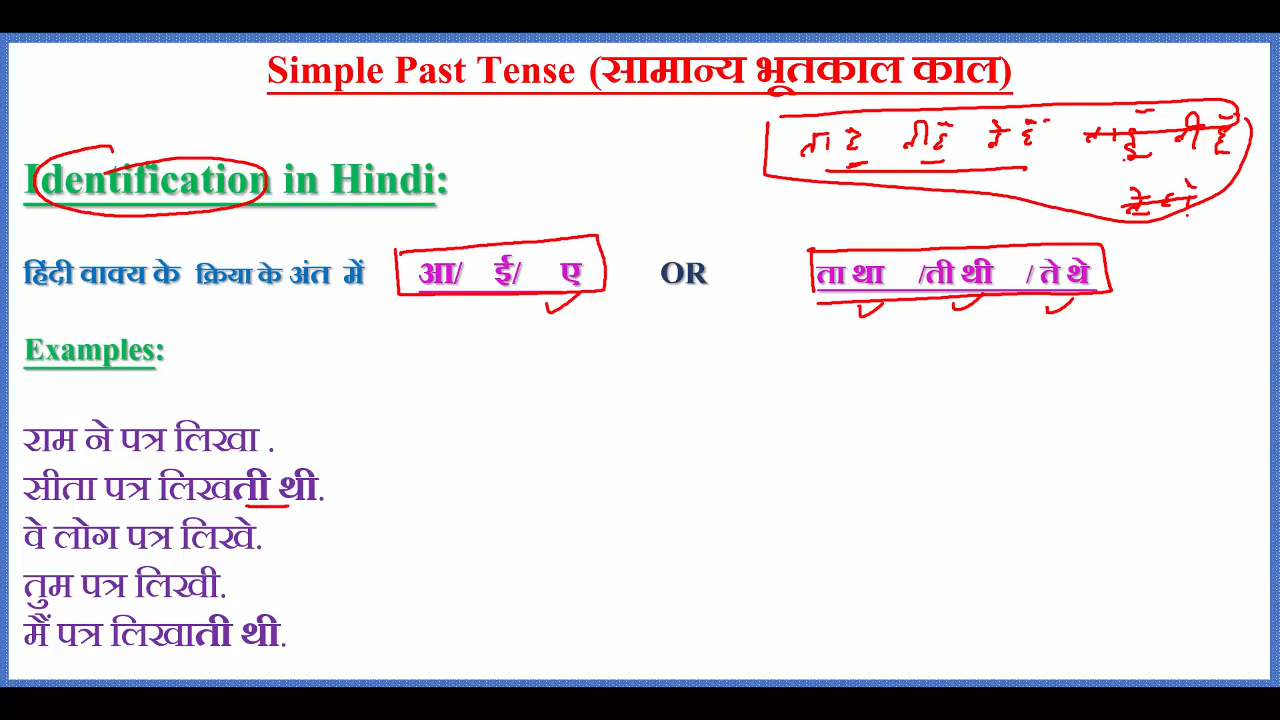 Simple Past Tense (सामान्य भूतकाल काल)
ता है ती है ते हैं ता हूँ ती हूँ
Identification in Hindi:
हिंदी वाक्य के क्रिया के अंत में आ/ ई/ ए OR ता था /ती थी / ते थे
Examples:
राम ने पत्र लिखा .
सीता पत्र लिखती थी.
वे लोग पत्र लिखे.
तुम पत्र लिखी.
मैं पत्र लिखाती थी.